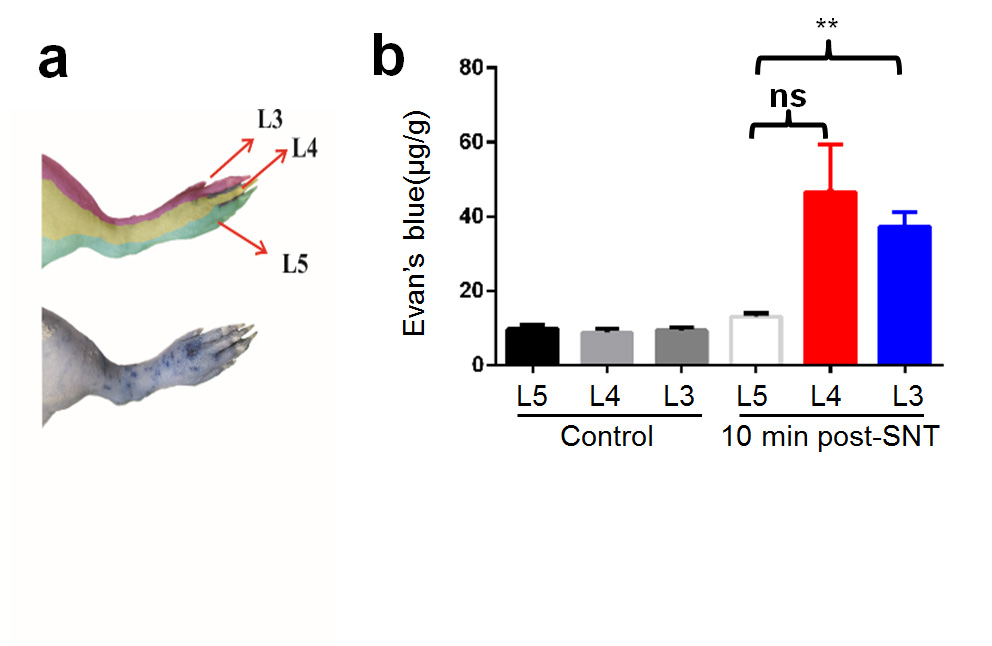 a
L3
L4
L5
b
**
ns
Evan's blue(µg/g)
80
60
40
20
0
L5 L4 L3 L5 L4 L3
Control 10 min post-SNT